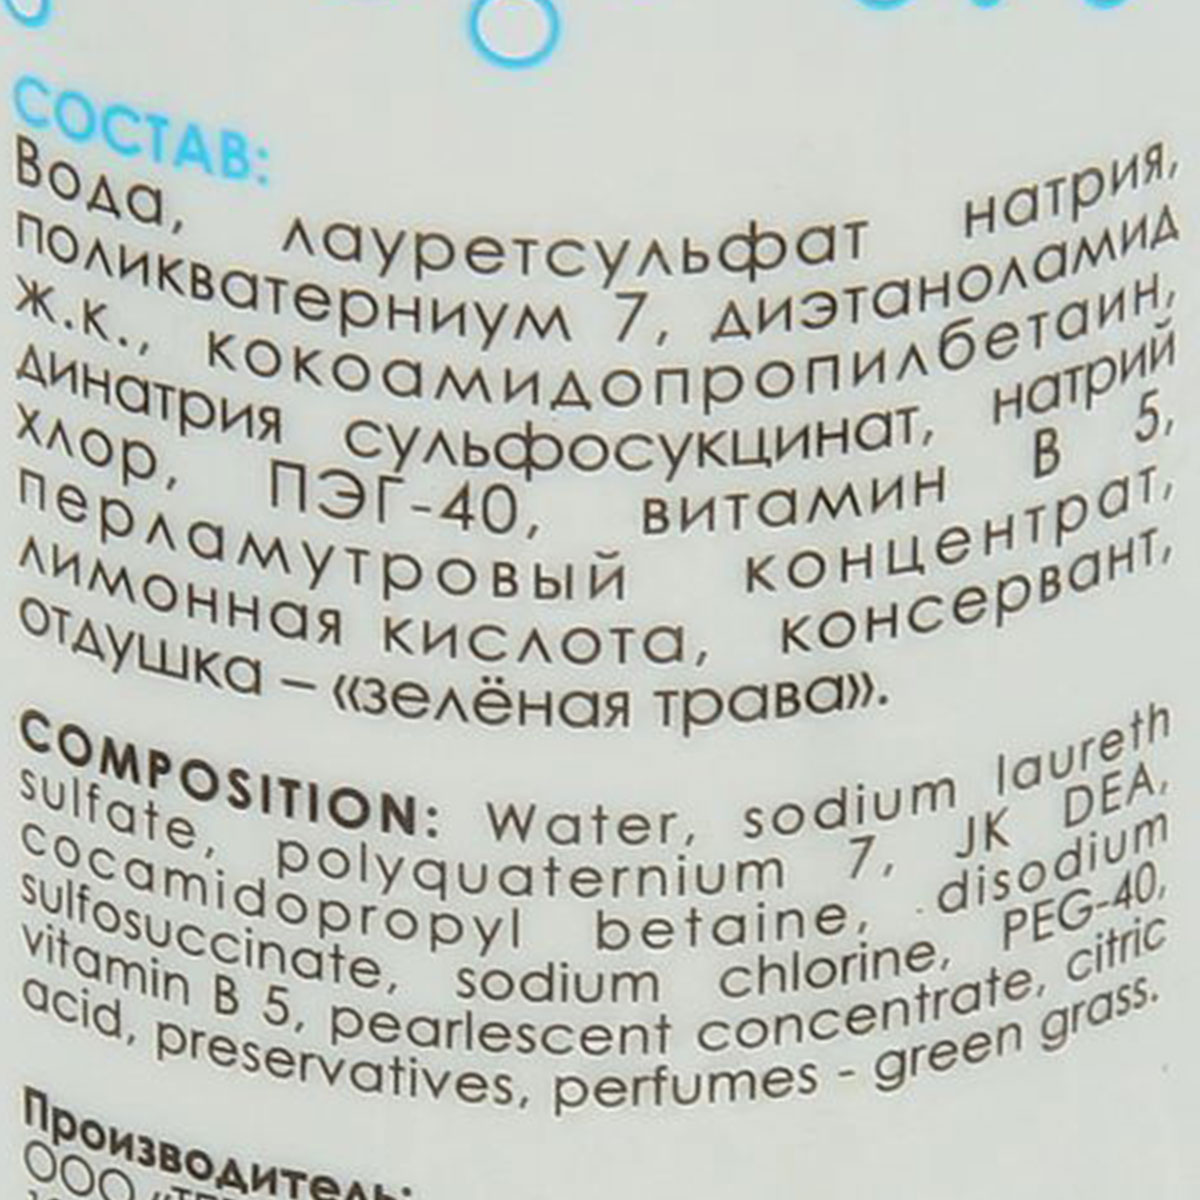 СОСТАВ:
Вода, лауретсульфат натрия,
поликватерниум 7, диэтаноламид
ж.к., кокоамидопропилбетаин,
динатрия сульфосукцинат, натрий
хлор, ПЭГ-40, витамин В 5,
перламутровый концентрат,
лимонная кислота, консервант,
отдушка – «зелёная трава».
COMPOSITION: Water, sodium laureth
sulfate, polyquaternium 7, JK DEA,
cocamidopropyl betaine, disodium
sulfosuccinate, sodium chlorine, PEG-40,
vitamin B 5, pearlescent concentrate, citric
acid, preservatives, perfumes - green grass.
Производитель:
ООО